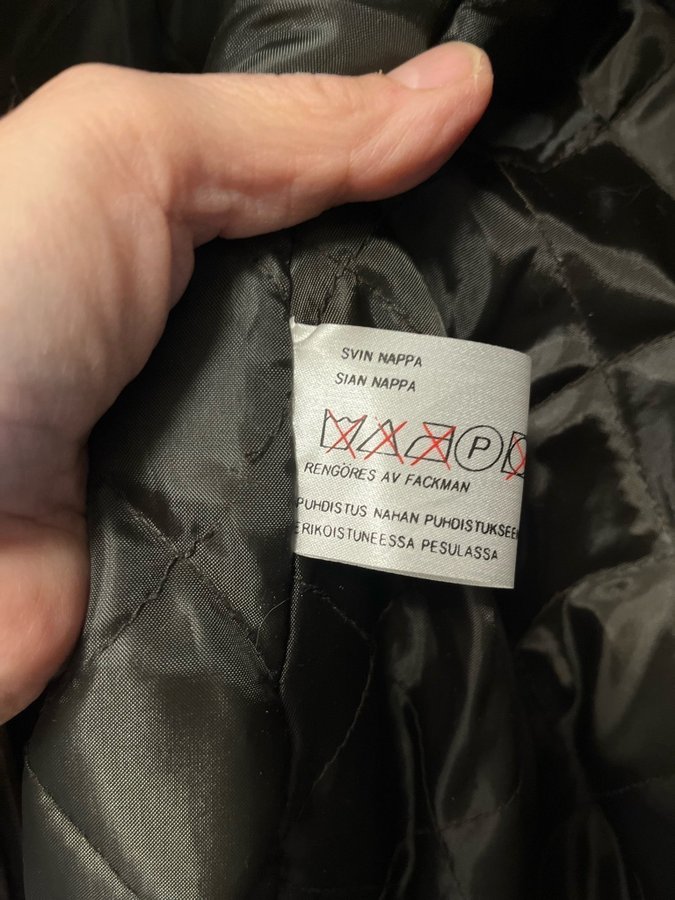 SVIN NAPPA
SIAN NAPPA
P
RENGÖRES AV FACKMAN
PUHDISTUS NAHAN PUHDISTUKSEEN
ERIKOISTUNEESSA PESULASSA